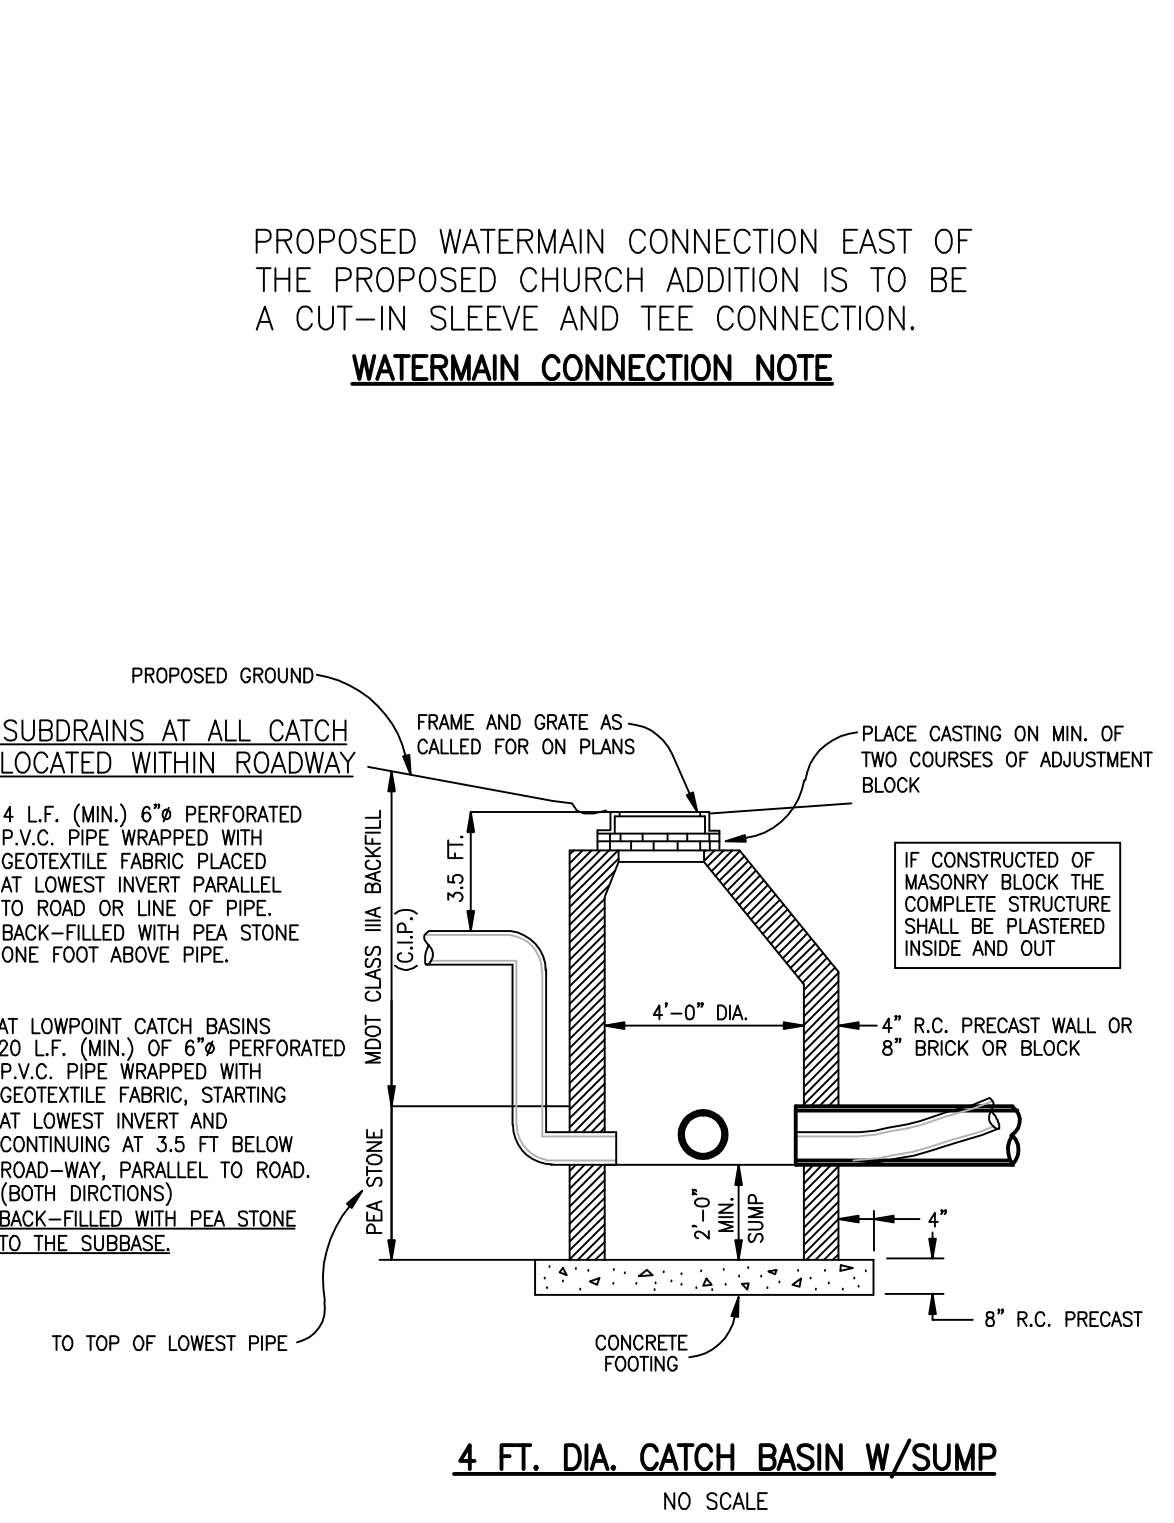 PROPOSED WATERMAIN CONNECTION EAST OF
THE PROPOSED CHURCH ADDITION IS TO BE
A CUT-IN SLEEVE AND TEE CONNECTION.
WATERMAIN CONNECTION NOTE
PROPOSED GROUND
SUBDRAINS AT ALL CATCH
LOCATED WITHIN ROADWAY
4 L.F. (MIN.) 6"ø PERFORATED
P.V.C. PIPE WRAPPED WITH
GEOTEXTILE FABRIC PLACED
AT LOWEST INVERT PARALLEL
TO ROAD OR LINE OF PIPE.
BACK-FILLED WITH PEA STONE
ONE FOOT ABOVE PIPE.
AT LOWPOINT CATCH BASINS
20 L.F. (MIN.) OF 6"ø PERFORATED
P.V.C. PIPE WRAPPED WITH
GEOTEXTILE FABRIC, STARTING
AT LOWEST INVERT AND
CONTINUING AT 3.5 FT BELOW
ROAD-WAY, PARALLEL TO ROAD.
(BOTH DIRCTIONS)
BACK-FILLED WITH PEA STONE
TO THE SUBBASE.
TO TOP OF LOWEST PIPE
MDOT CLASS IIIA BACKFILL
(C.I.P.)
PEA STONE
3.5 FT.
FRAME AND GRATE AS
CALLED FOR ON PLANS
PLACE CASTING ON MIN. OF
TWO COURSES OF ADJUSTMENT
BLOCK
IF CONSTRUCTED OF
MASONRY BLOCK THE
COMPLETE STRUCTURE
SHALL BE PLASTERED
INSIDE AND OUT
4'-0" DIA.
4" R.C. PRECAST WALL OR
8" BRICK OR BLOCK
2'-0"
MIN.
SUMP
4"
8" R.C. PRECAST
CONCRETE
FOOTING
4 FT. DIA. CATCH BASIN W/SUMP
NO SCALE